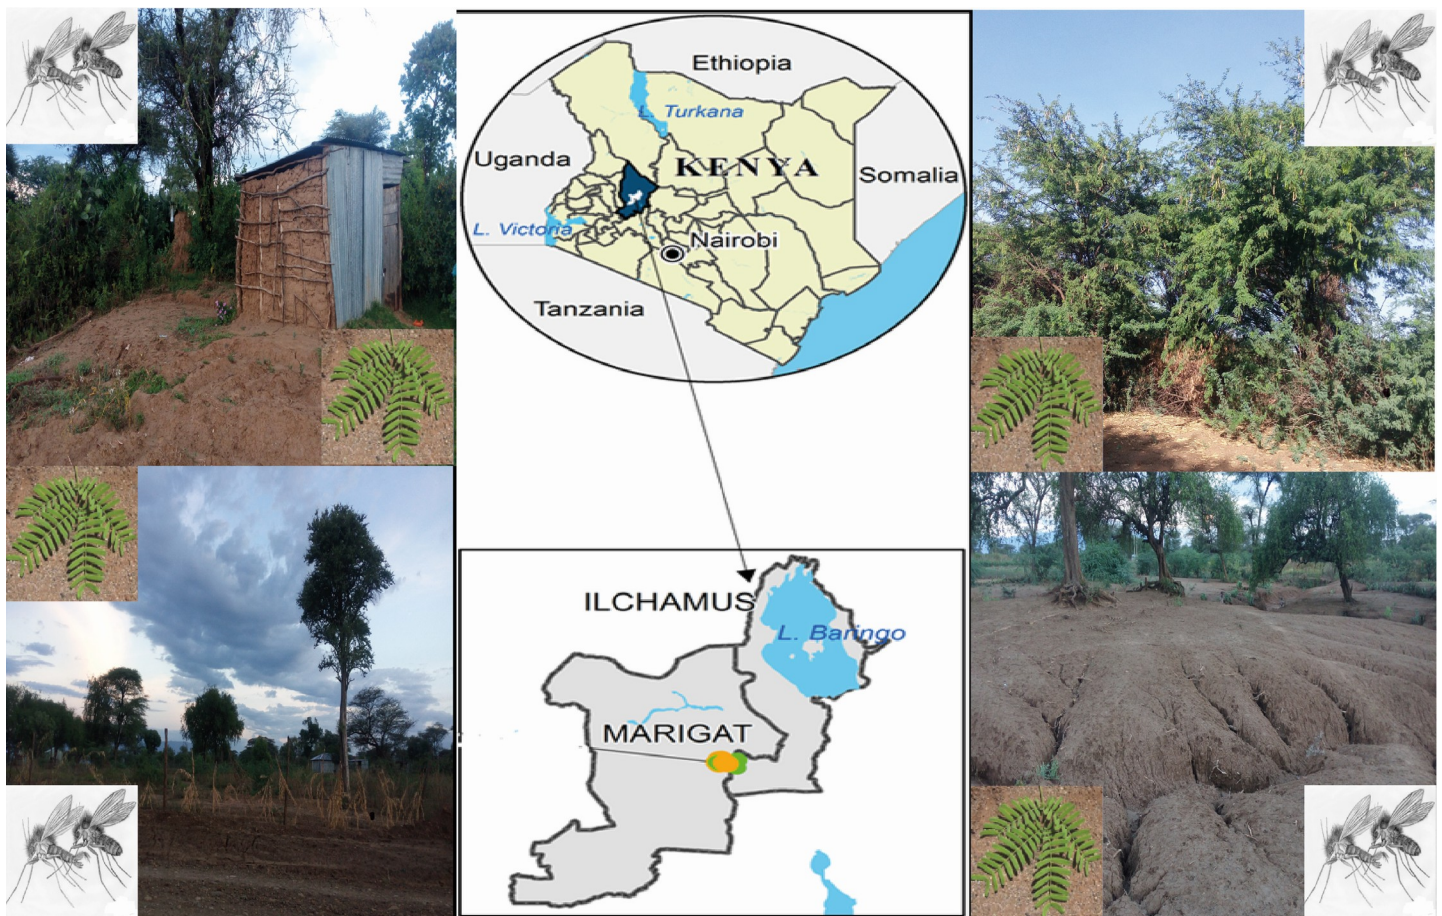 Ethiopia
L. Turkana
Uganda
KENYA
Somalia
L. Victoria
Nairobi
Tanzania
ILCHAMUS
L. Baringo
MARIGAT